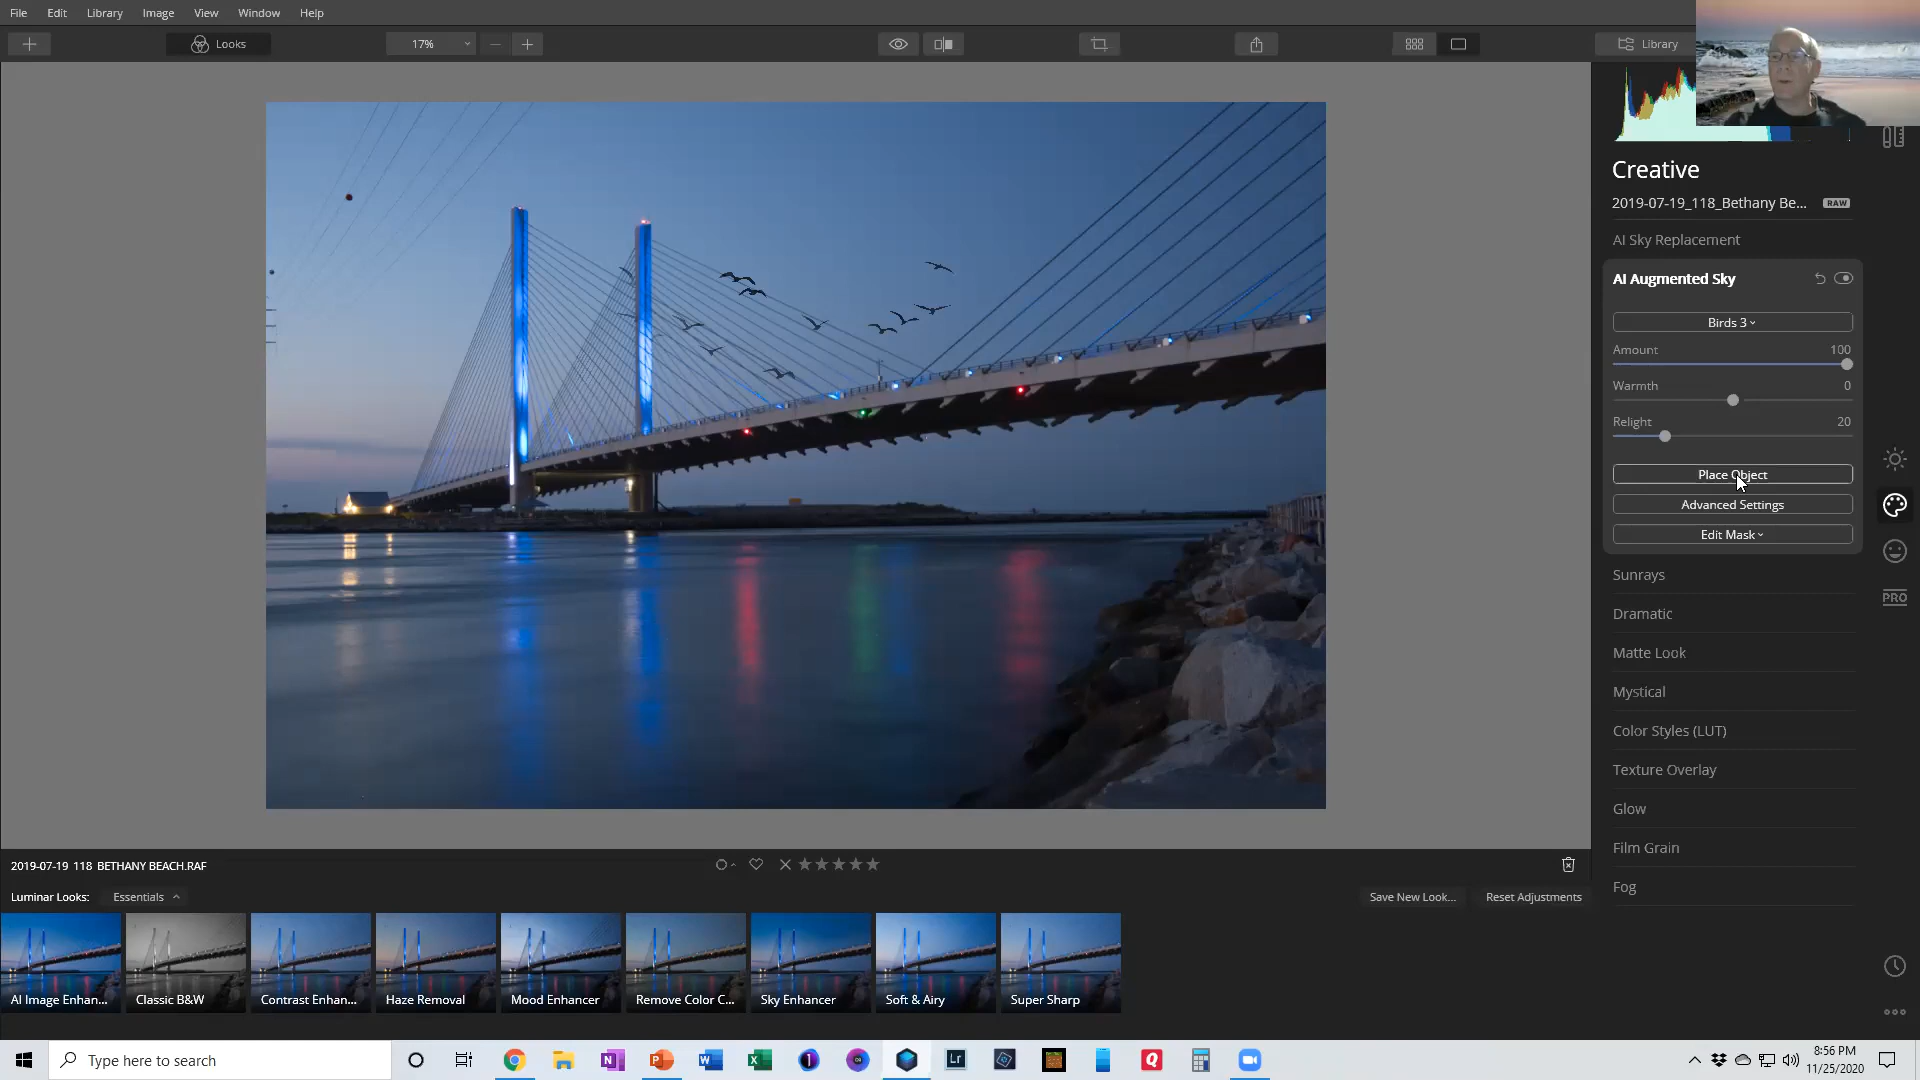 File Edit Library Image View Window Help
Looks 17% Library
Creative
2019-07-19_118_Bethany Be... RAW
AI Sky Replacement
AI Augmented Sky
Birds 3
Amount 100
Warmth 0
Relight 20
Place Object
Advanced Settings
Edit Mask
PRO
Sunrays
Dramatic
Matte Look
Mystical
Color Styles (LUT)
Texture Overlay
Glow
Film Grain
Fog
2019-07-19 118 BETHANY BEACH.RAF
Luminar Looks: Essentials Save New Look... Reset Adjustments
AI Image Enhan... Classic B&W Contrast Enhan... Haze Removal Mood Enhancer Remove Color C... Sky Enhancer Soft & Airy Super Sharp
Type here to search
8:56 PM
11/25/2020